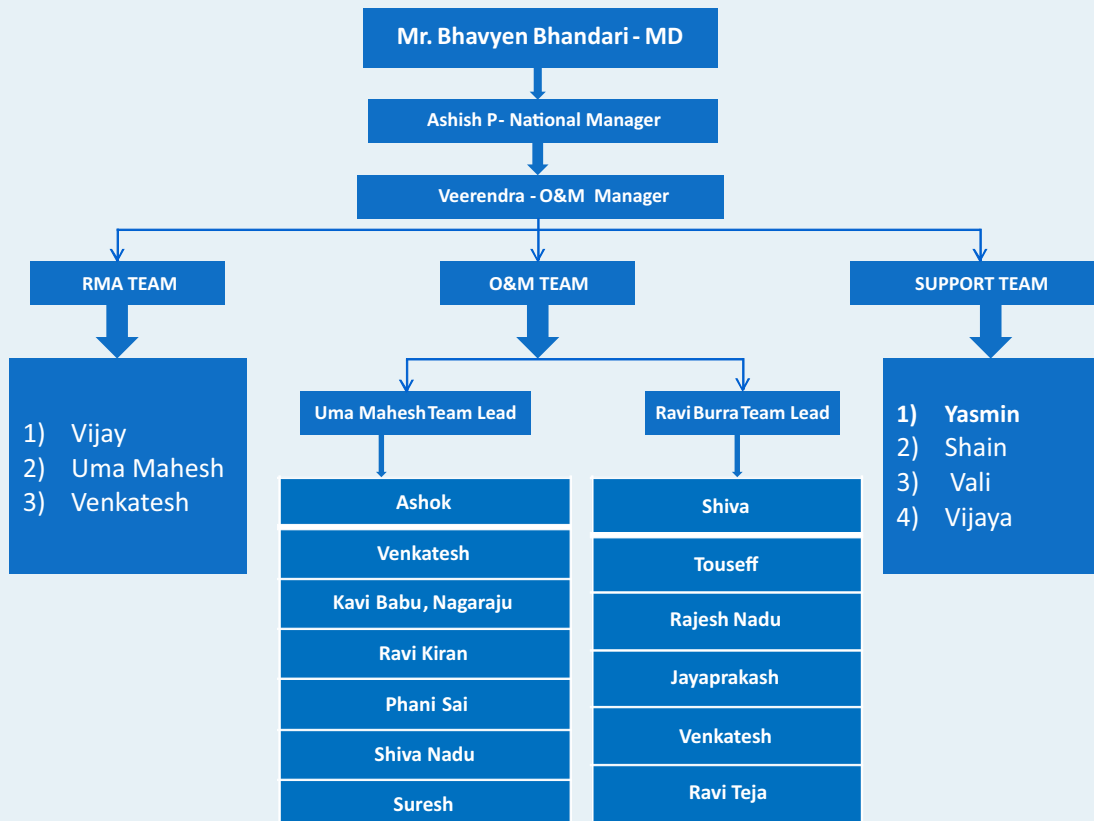 Mr. Bhavyen Bhandari - MD
Ashish P- National Manager
Veerendra - O&M Manager
RMA TEAM
O&M TEAM
SUPPORT TEAM
1) Vijay
2) Uma Mahesh
3) Venkatesh
Uma Mahesh Team Lead
Ashok
Venkatesh
Kavi Babu, Nagaraju
Ravi Kiran
Phani Sai
Shiva Nadu
Suresh
Ravi Burra Team Lead
Shiva
Touseff
Rajesh Nadu
Jayaprakash
Venkatesh
Ravi Teja
1) Yasmin
2) Shain
3) Vali
4) Vijaya